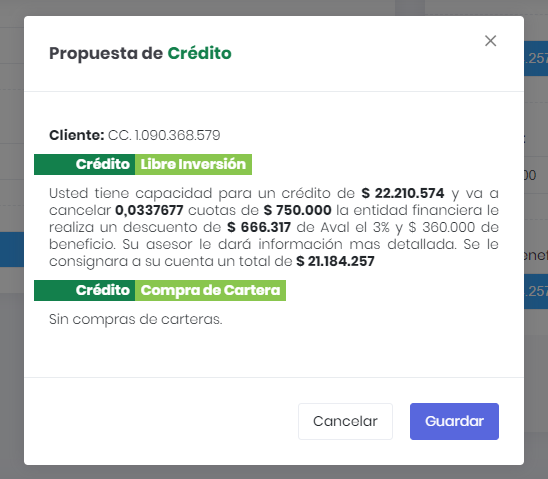 Propuesta de Crédito
Cliente: CC. 1.090.368.579
Crédito Libre Inversión
Usted tiene capacidad para un crédito de $ 22.210.574 y va a
cancelar 0,0337677 cuotas de $ 750.000 la entidad financiera le
realiza un descuento de $ 666.317 de Aval el 3% y $ 360.000 de
beneficio. Su asesor le dará información mas detallada. Se le
consignara a su cuenta un total de $ 21.184.257
Crédito Compra de Cartera
Sin compras de carteras.
Cancelar Guardar
.257
00
enef
.257